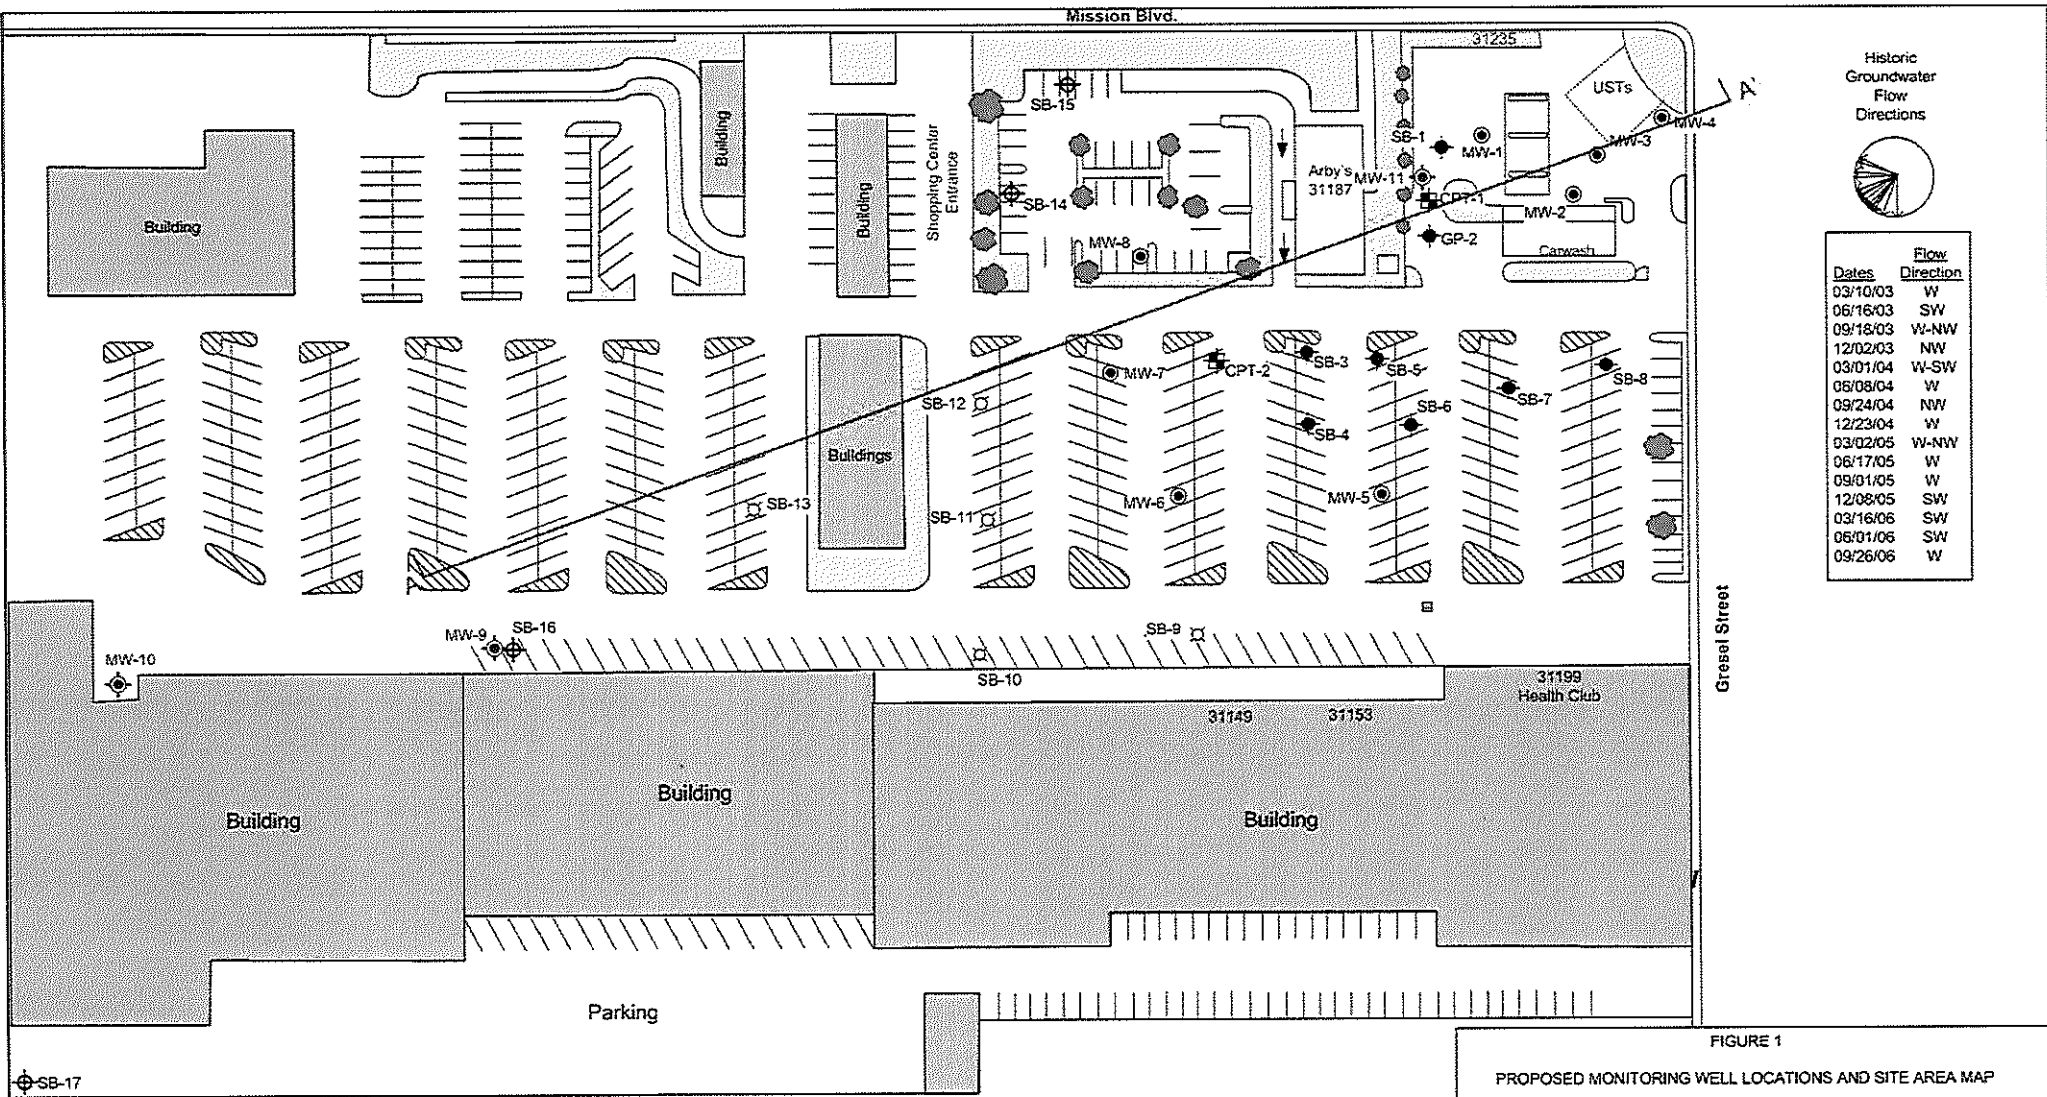 Mission Blvd.
31235
Historic
Groundwater
Flow
Directions
USTs
A'
SB-15
MW-4
SB-1
MW-1
MW-3
Building
Building
Shopping Center
Entrance
Arby's
31187
MW-11
CPT-1
SB-14
MW-2
Building
Building
MW-8
GP-2
Carwash
Flow
Dates Direction
03/10/03 W
06/16/03 SW
09/18/03 W-NW
12/02/03 NW
03/01/04 W-SW
06/08/04 W
09/24/04 NW
12/23/04 W
03/02/05 W-NW
06/17/05 W
09/01/05 W
12/08/05 SW
03/16/06 SW
06/01/06 SW
09/26/06 W
MW-7
CPT-2
SB-3
SB-5
SB-8
SB-7
SB-12
SB-6
SB-4
Buildings
SB-13
SB-11
MW-6
MW-5
A
Gresel Street
MW-9
SB-16
SB-9
MW-10
SB-10
31199
Health Club
31149
31153
Building
Building
Building
Parking
SB-17
FIGURE 1
PROPOSED MONITORING WELL LOCATIONS AND SITE AREA MAP